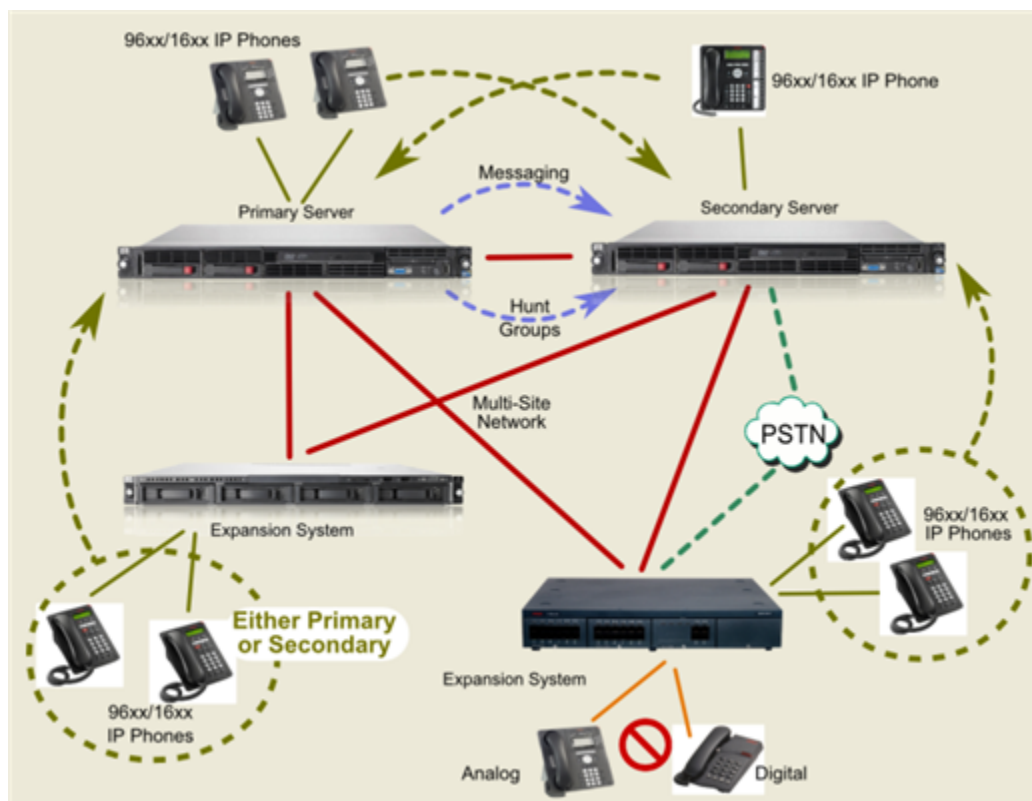 96xx/16xx IP Phones
96xx/16xx IP Phone
Messaging
Primary Server
Secondary Server
Hunt
Groups
Multi-Site
Network
PSTN
Expansion System
96xx/16xx
IP Phones
Either Primary
or Secondary
96xx/16xx
IP Phones
Expansion System
Analog
Digital